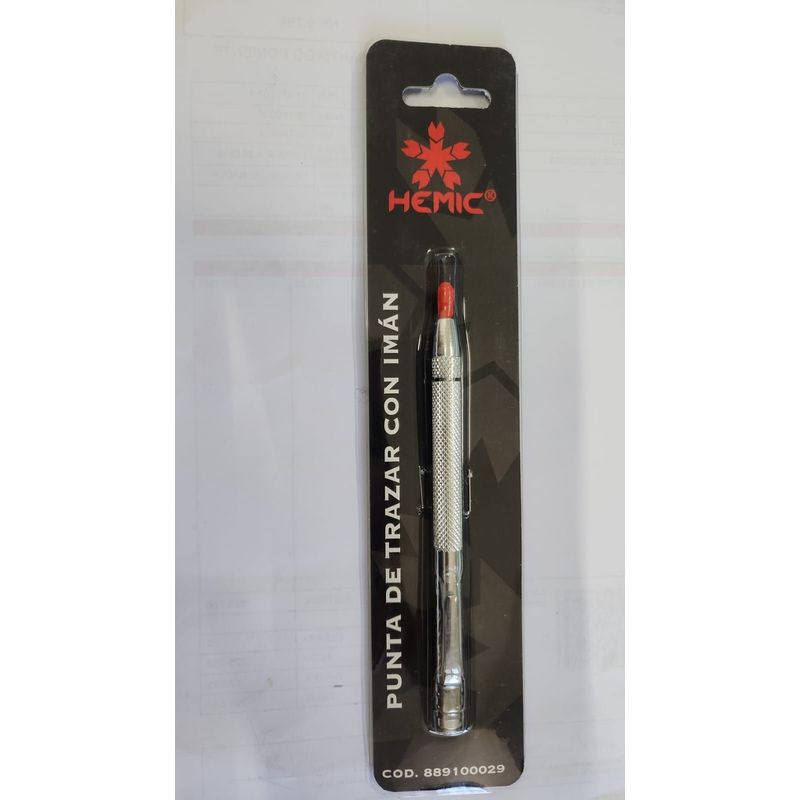 HEMIC®
PUNTA DE TRAZAR CON IMÁN
COD. 889100029